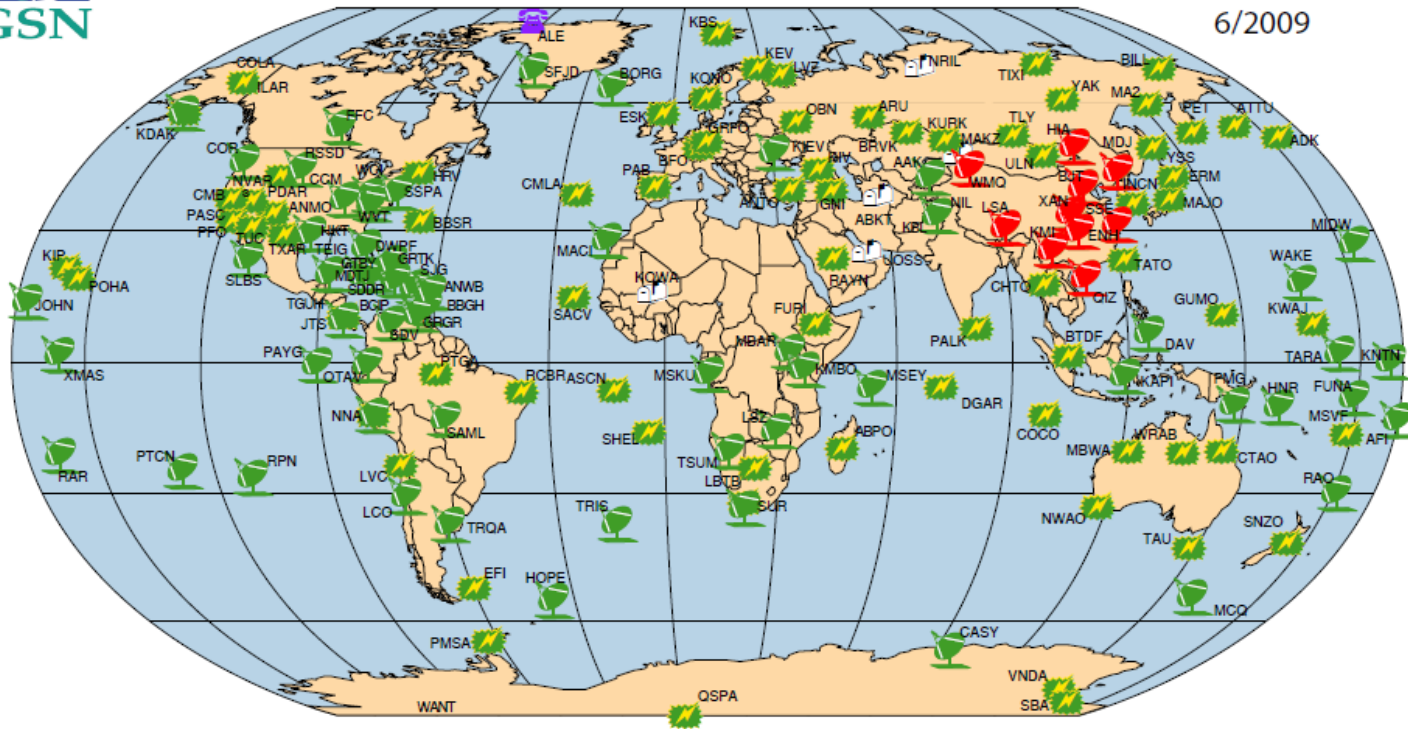 GSN
6/2009
ALE
KBS
KEV
LVZ
NRIL
TIXI
BILL
COLA
ILAR
SFJD
BORG
KONO
YAK
MA2
PET
ATTU
ADK
KDAK
FFC
ESK
OBN
ARU
KURK
MAKZ
TLY
HIA
MDJ
YSS
COR
RSSD
CCM
WCI
HRV
SSPA
GRFO
BFO
KIEV
KIV
BRVK
AAK
ULN
BJT
INCN
ERM
NVAR
PDAR
CMB
PASC
PFO
TUC
ANMO
WVT
BBSR
CMLA
PAB
ANTO
GNI
ABKT
KBL
NIL
WMQ
LSA
XAN
SSE
MAJO
TXAR
HKT
TEIG
DWPF
GTBY
GRTK
MDTJ
SDDR
SJG
ANWB
BBGH
BCIP
GRGR
SDV
SLBS
TGUH
JTS
MACI
KOWA
RAYN
UOSS
KMI
ENH
TATO
CHTO
QIZ
MIDW
WAKE
KIP
POHA
JOHN
XMAS
PAYG
OTAV
PTGA
SACV
FURI
MBAR
KMBO
PALK
BTDF
GUMO
KWAJ
DAV
TARA
KNTN
RCBR
ASCN
MSKU
MSEY
DGAR
KAPI
PMG
HNR
FUNA
MSVF
AFI
NNA
SAML
SHEL
LSZ
ABPO
COCO
MBWA
WRAB
CTAO
RAR
PTCN
RPN
LVC
LCO
TSUM
LBTB
SUR
RAO
TRQA
TRIS
NWAO
TAU
SNZO
EFI
HOPE
MCQ
PMSA
CASY
VNDA
SBA
WANT
QSPA